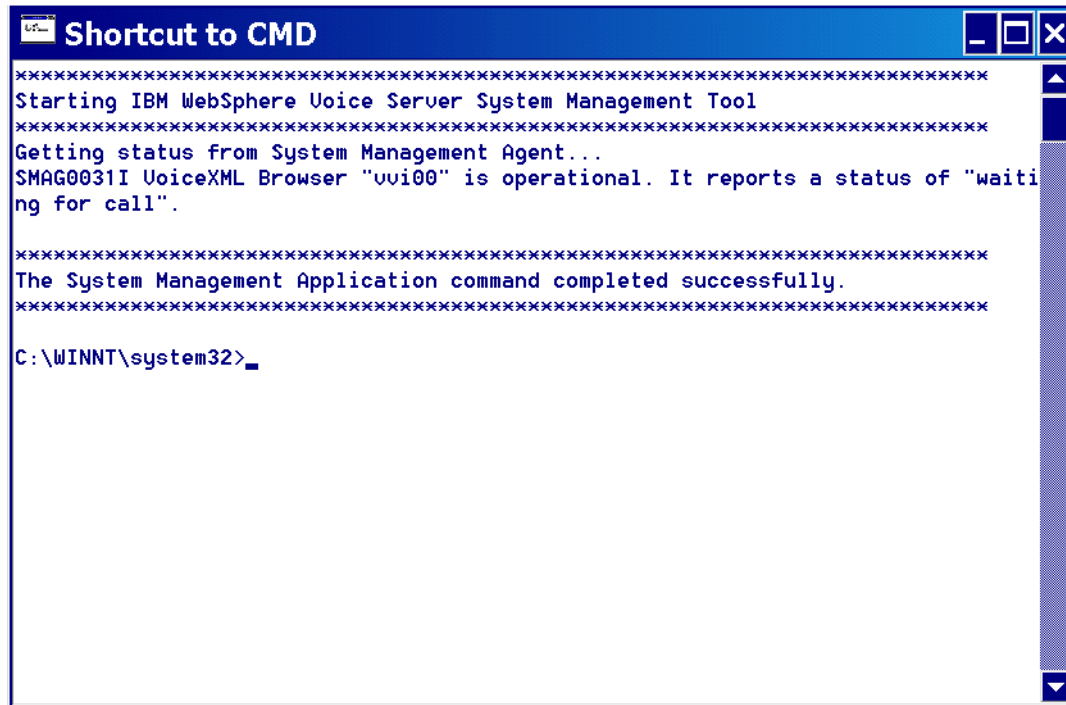 Shortcut to CMD
****************************************************************************
Starting IBM WebSphere Voice Server System Management Tool
****************************************************************************
Getting status from System Management Agent...
SMAG0031I VoiceXML Browser "vvi00" is operational. It reports a status of "waiti
ng for call".
****************************************************************************
The System Management Application command completed successfully.
****************************************************************************
C:\WINNT\system32>_